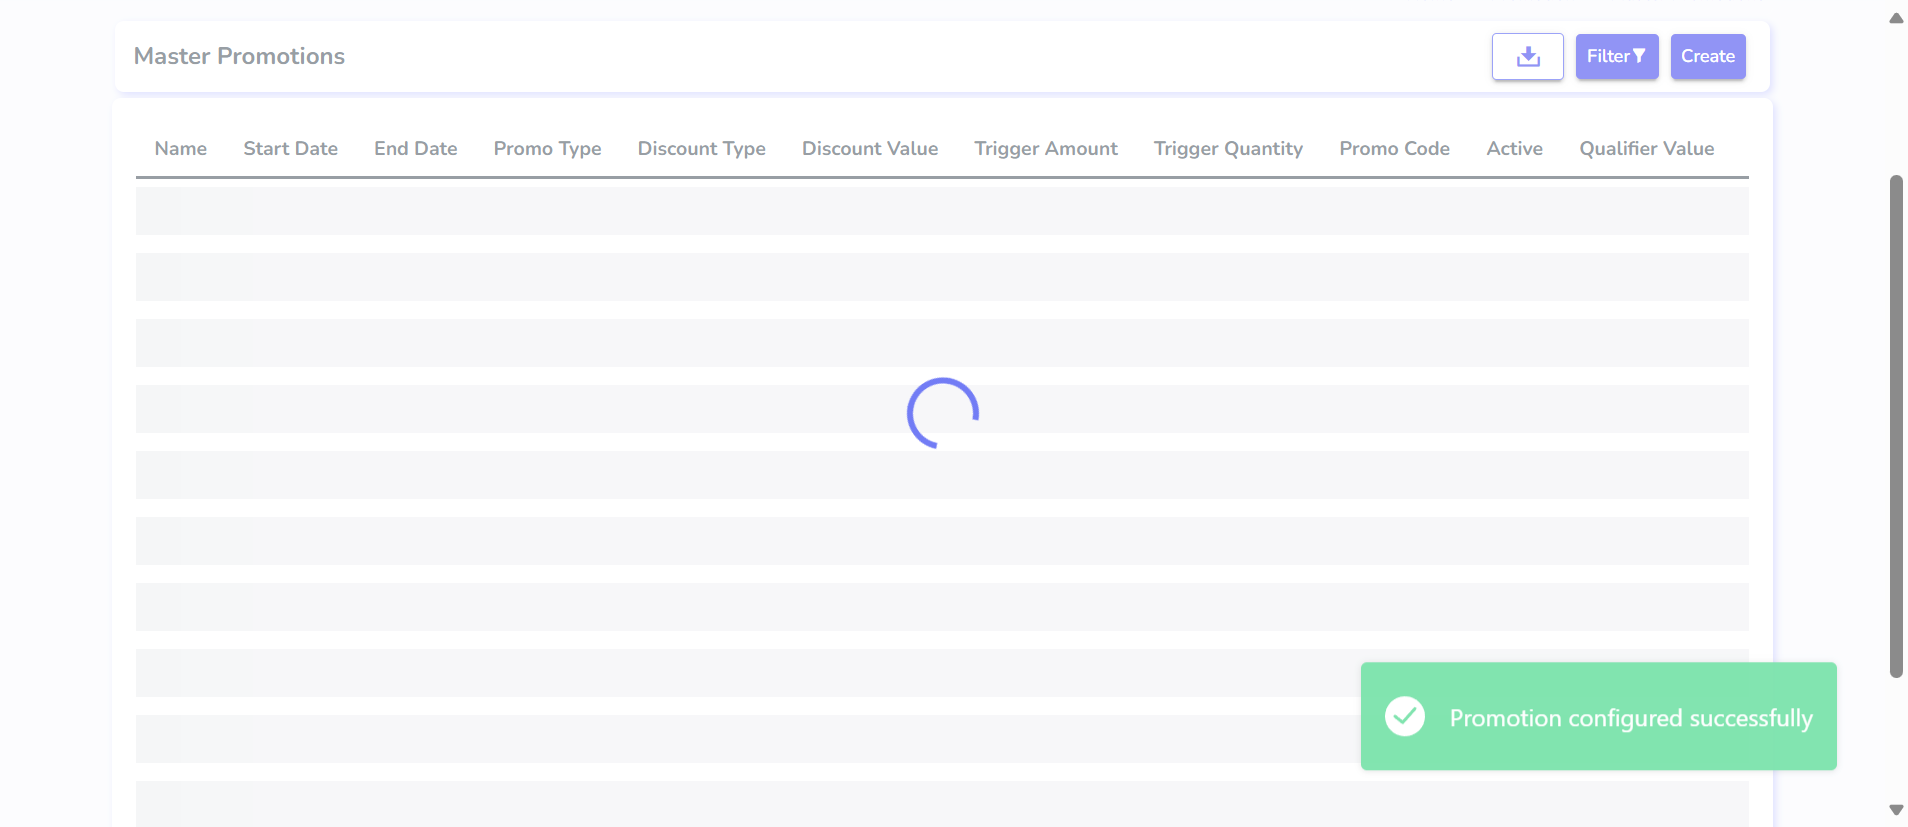 Master Promotions
Filter
Create
Name Start Date End Date Promo Type Discount Type Discount Value Trigger Amount Trigger Quantity Promo Code Active Qualifier Value
Promotion configured successfully